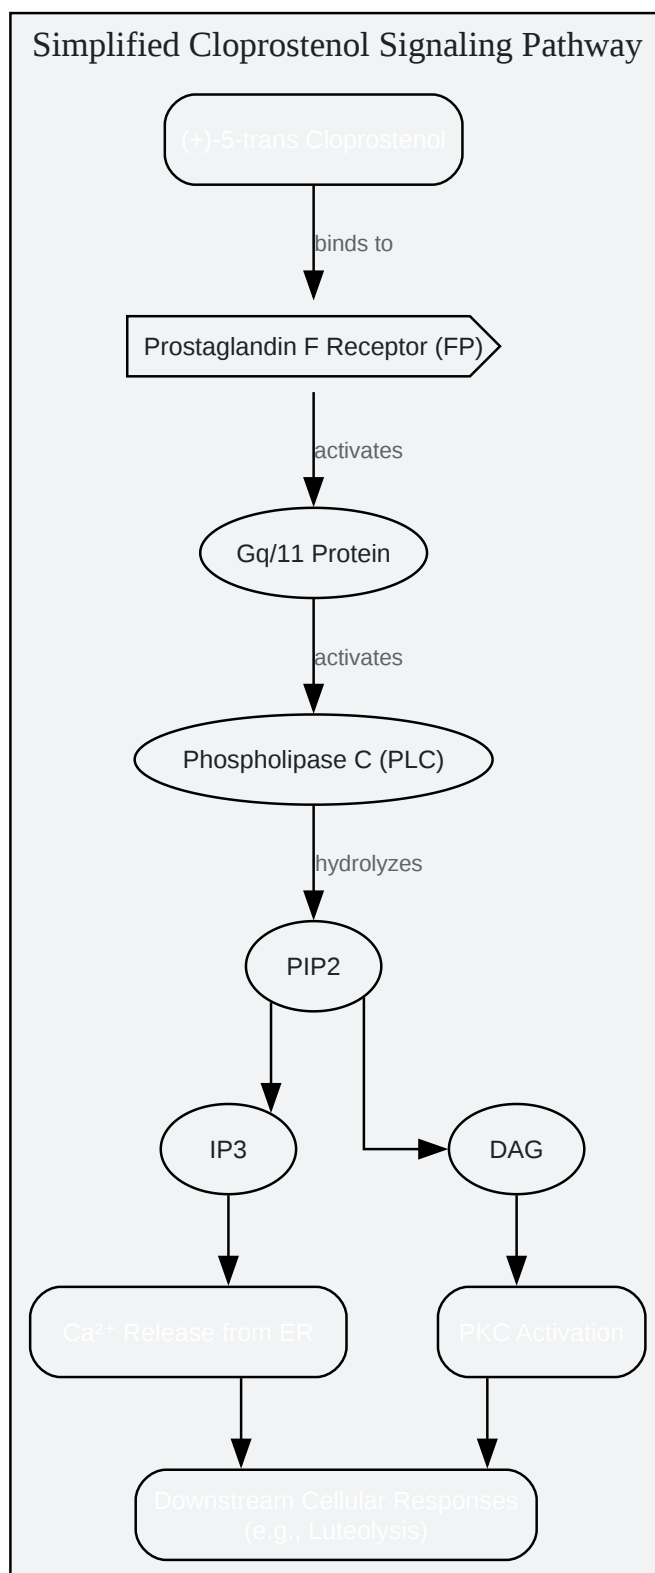 Simplified Cloprostenol Signaling Pathway
(+)-5-trans Cloprostenol
binds to
Prostaglandin F Receptor (FP)
activates
Gq/11 Protein
activates
Phospholipase C (PLC)
hydrolyzes
PIP2
IP3
DAG
Ca²⁺ Release from ER
PKC Activation
Downstream Cellular Responses
(e.g., Luteolysis)